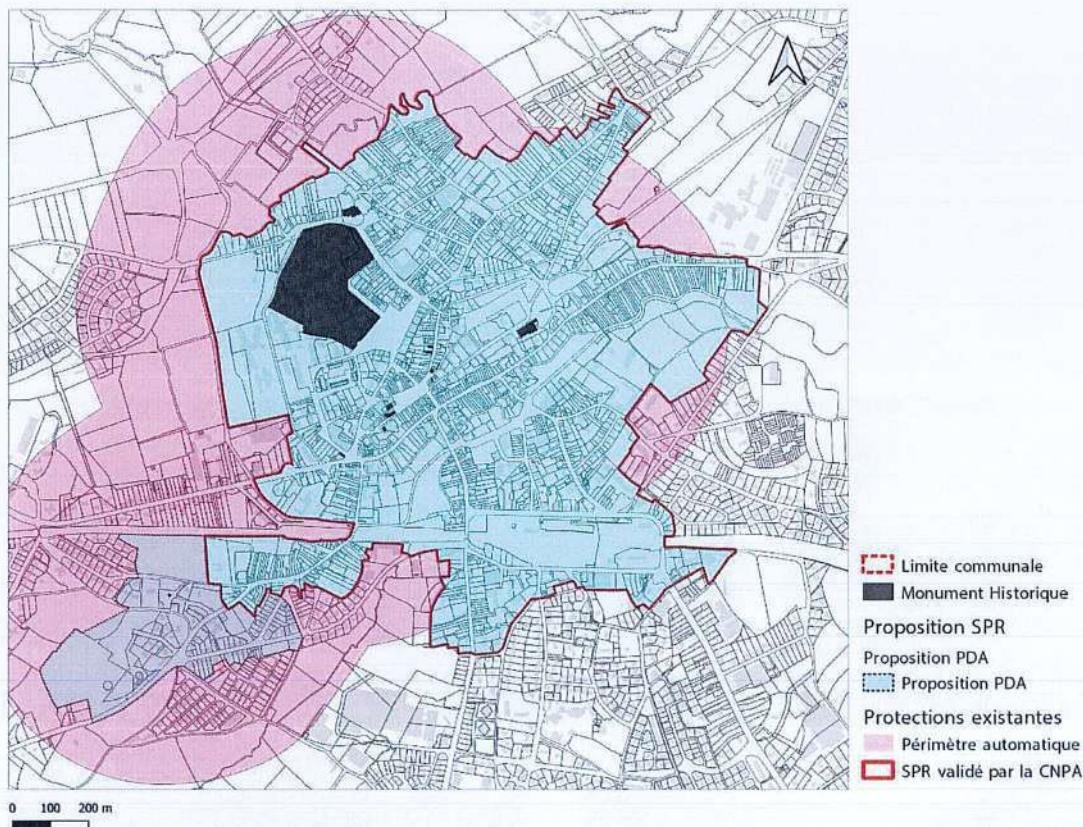 Limite communale
Monument Historique
Proposition SPR
Proposition PDA
Proposition PDA
Protections existantes
Périmètre automatique
SPR validé par la CNPA
0 100 200 m